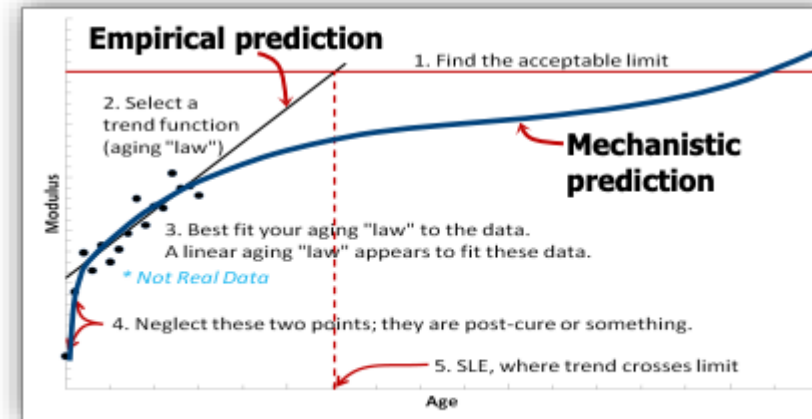 Empirical prediction
1. Find the acceptable limit
2. Select a
trend function
(aging "law")
Mechanistic
prediction
Modulus
3. Best fit your aging "law" to the data.
A linear aging "law" appears to fit these data.
* Not Real Data
4. Neglect these two points; they are post-cure or something.
5. SLE, where trend crosses limit
Age